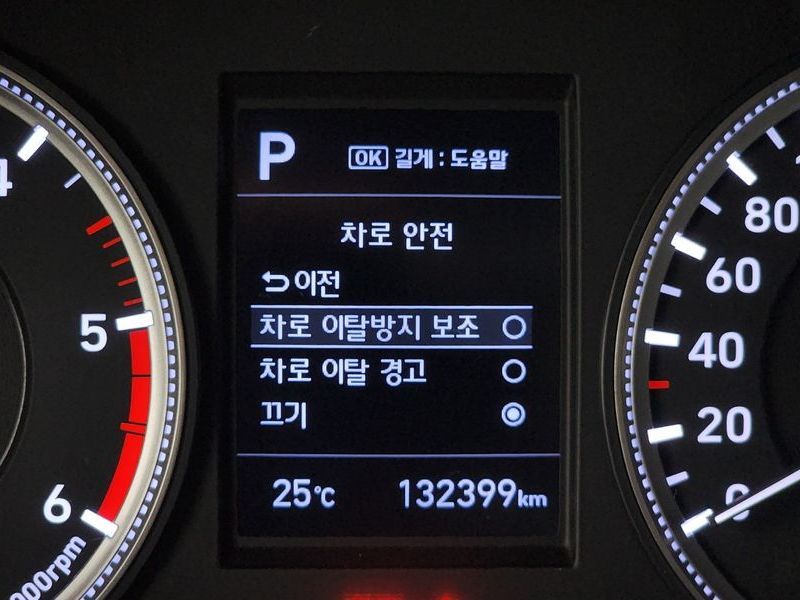 P
OK 길게 : 도움말
차로 안전
이전
차로 이탈방지 보조
차로 이탈 경고
끄기
25℃ 132399km
4
5
6
000rpm
80
60
40
20
0